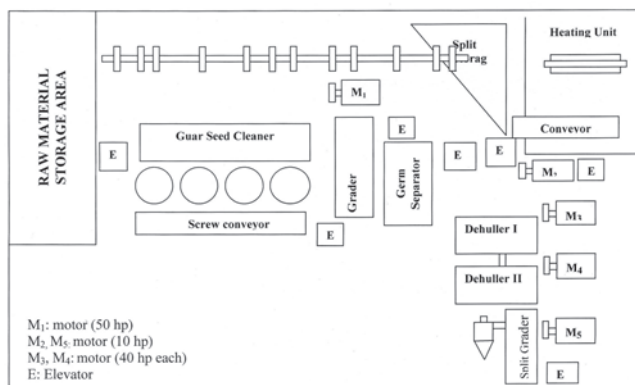 RAW MATERIAL
STORAGE AREA
Split
Heating Unit
M₁
Conveyor
E
Guar Seed Cleaner
E
E
E
E
Grader
Germ
Separator
Screw conveyor
E
M₃
Dehuller I
M₄
Dehuller II
M₅
Split Grader
E
M₁: motor (50 hp)
M₂, M₅: motor (10 hp)
M₃, M₄: motor (40 hp each)
E: Elevator